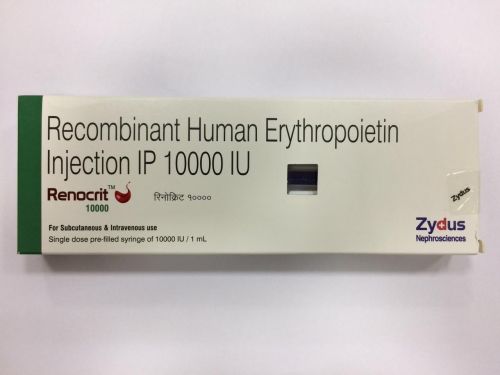 Recombinant Human Erythropoietin
Injection IP 10000 IU
Renocrit™
10000
रिनोक्रिट १००००
For Subcutaneous & Intravenous use
Single dose pre-filled syringe of 10000 IU / 1 mL
Zydus
Zydus
Nephrosciences